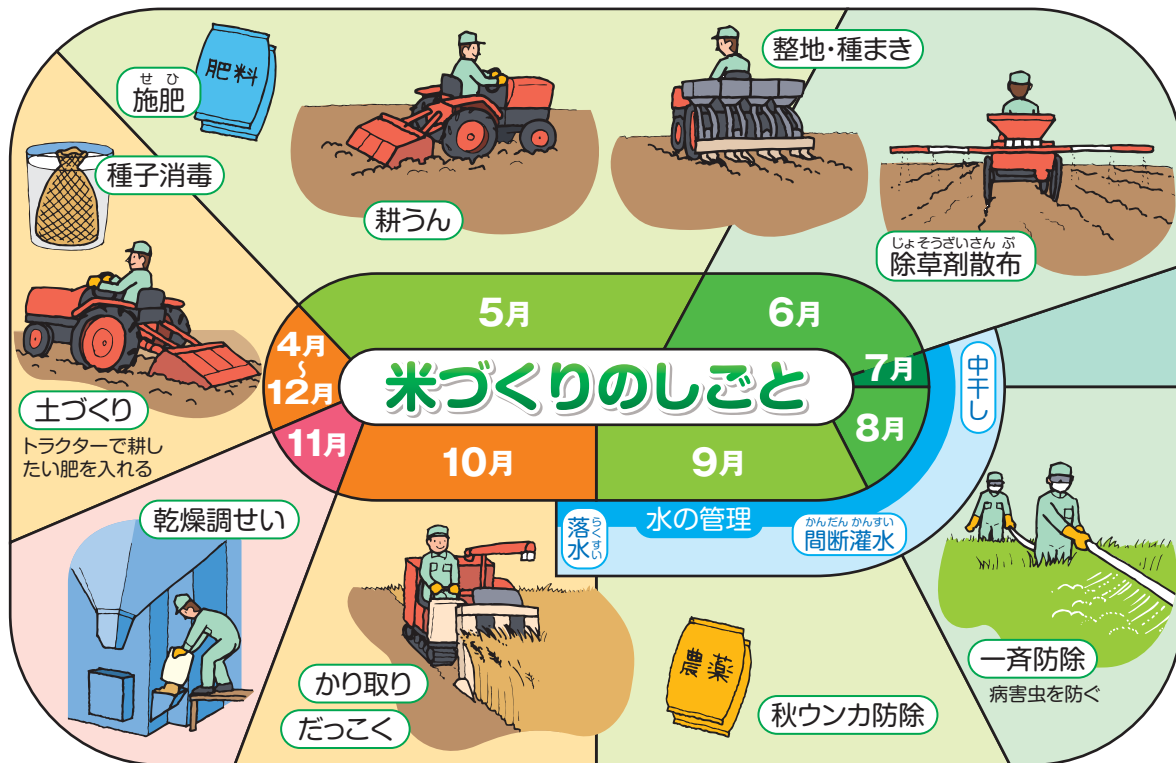 米づくりのしごと
4月
〜
12月
種子消毒
土づくり
トラクターで耕し
たい肥を入れる
5月
せひ
施肥
肥料
耕うん
整地・種まき
6月
じょそうざいさんぷ
除草剤散布
7月
中干し
8月
一斉防除
病害虫を防ぐ
水の管理
かんだんかんすい
間断灌水
らくすい
落水
9月
農薬
秋ウンカ防除
10月
かり取り
だっこく
11月
乾燥調せい